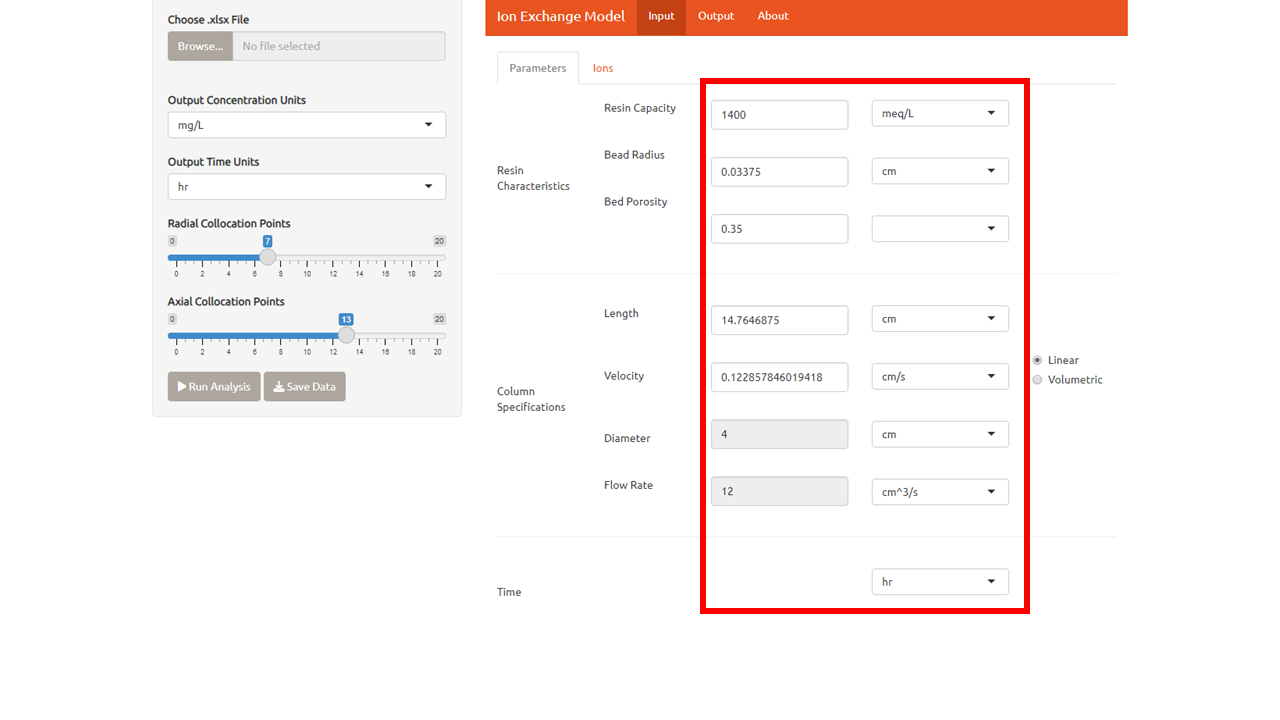 Choose .xlsx File
Browse... No file selected
Output Concentration Units
mg/L
Output Time Units
hr
Radial Collocation Points
0 7 20
0 2 4 6 8 10 12 14 16 18 20
Axial Collocation Points
0 13 20
0 2 4 6 8 10 12 14 16 18 20
Run Analysis Save Data
Ion Exchange Model Input Output About
Parameters Ions
Resin Characteristics
Resin Capacity 1400 meq/L
Bead Radius 0.03375 cm
Bed Porosity 0.35
Column Specifications
Length 14.7646875 cm
Velocity 0.122857846019418 cm/s
Diameter 4 cm
Flow Rate 12 cm^3/s
Linear
Volumetric
Time hr